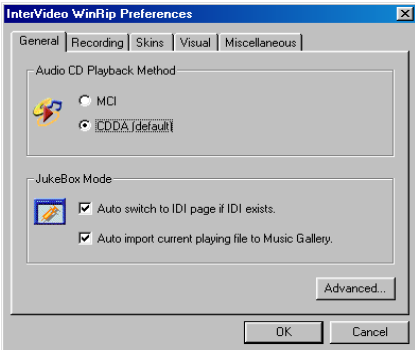 InterVideo WinRip Preferences
General Recording Skins Visual Miscellaneous
Audio CD Playback Method
MCI
CDDA (default)
JukeBox Mode
Auto switch to IDI page if IDI exists.
Auto import current playing file to Music Gallery.
Advanced...
OK Cancel